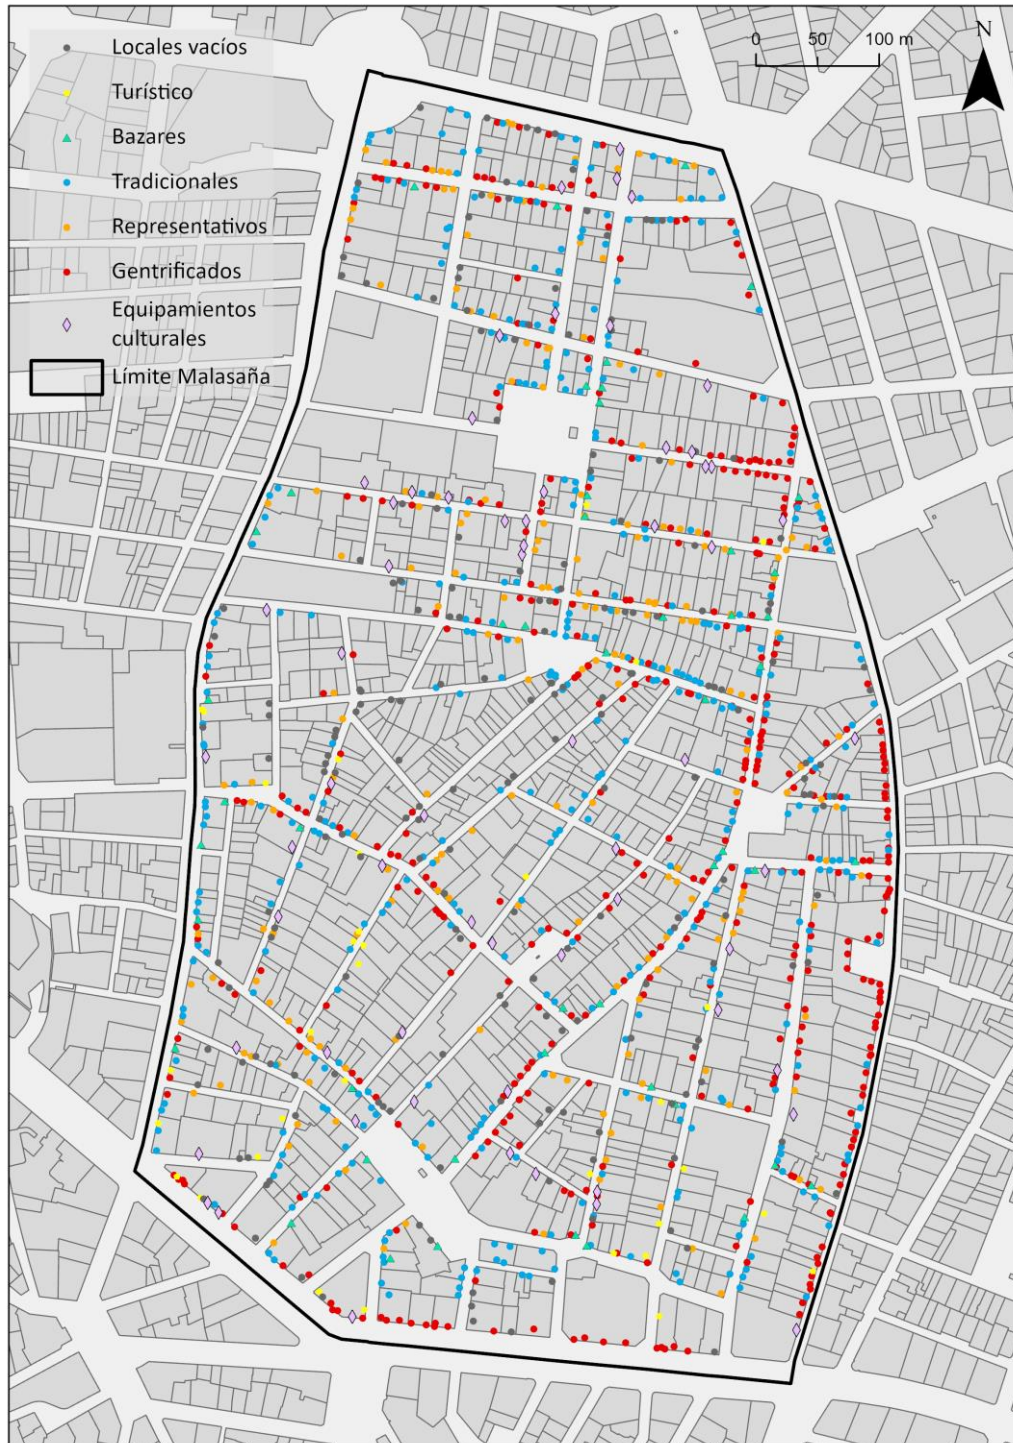 Locales vacíos
Turístico
Bazares
Tradicionales
Representativos
Gentrificados
Equipamientos
culturales
Límite Malasaña
0 50 100 m
N